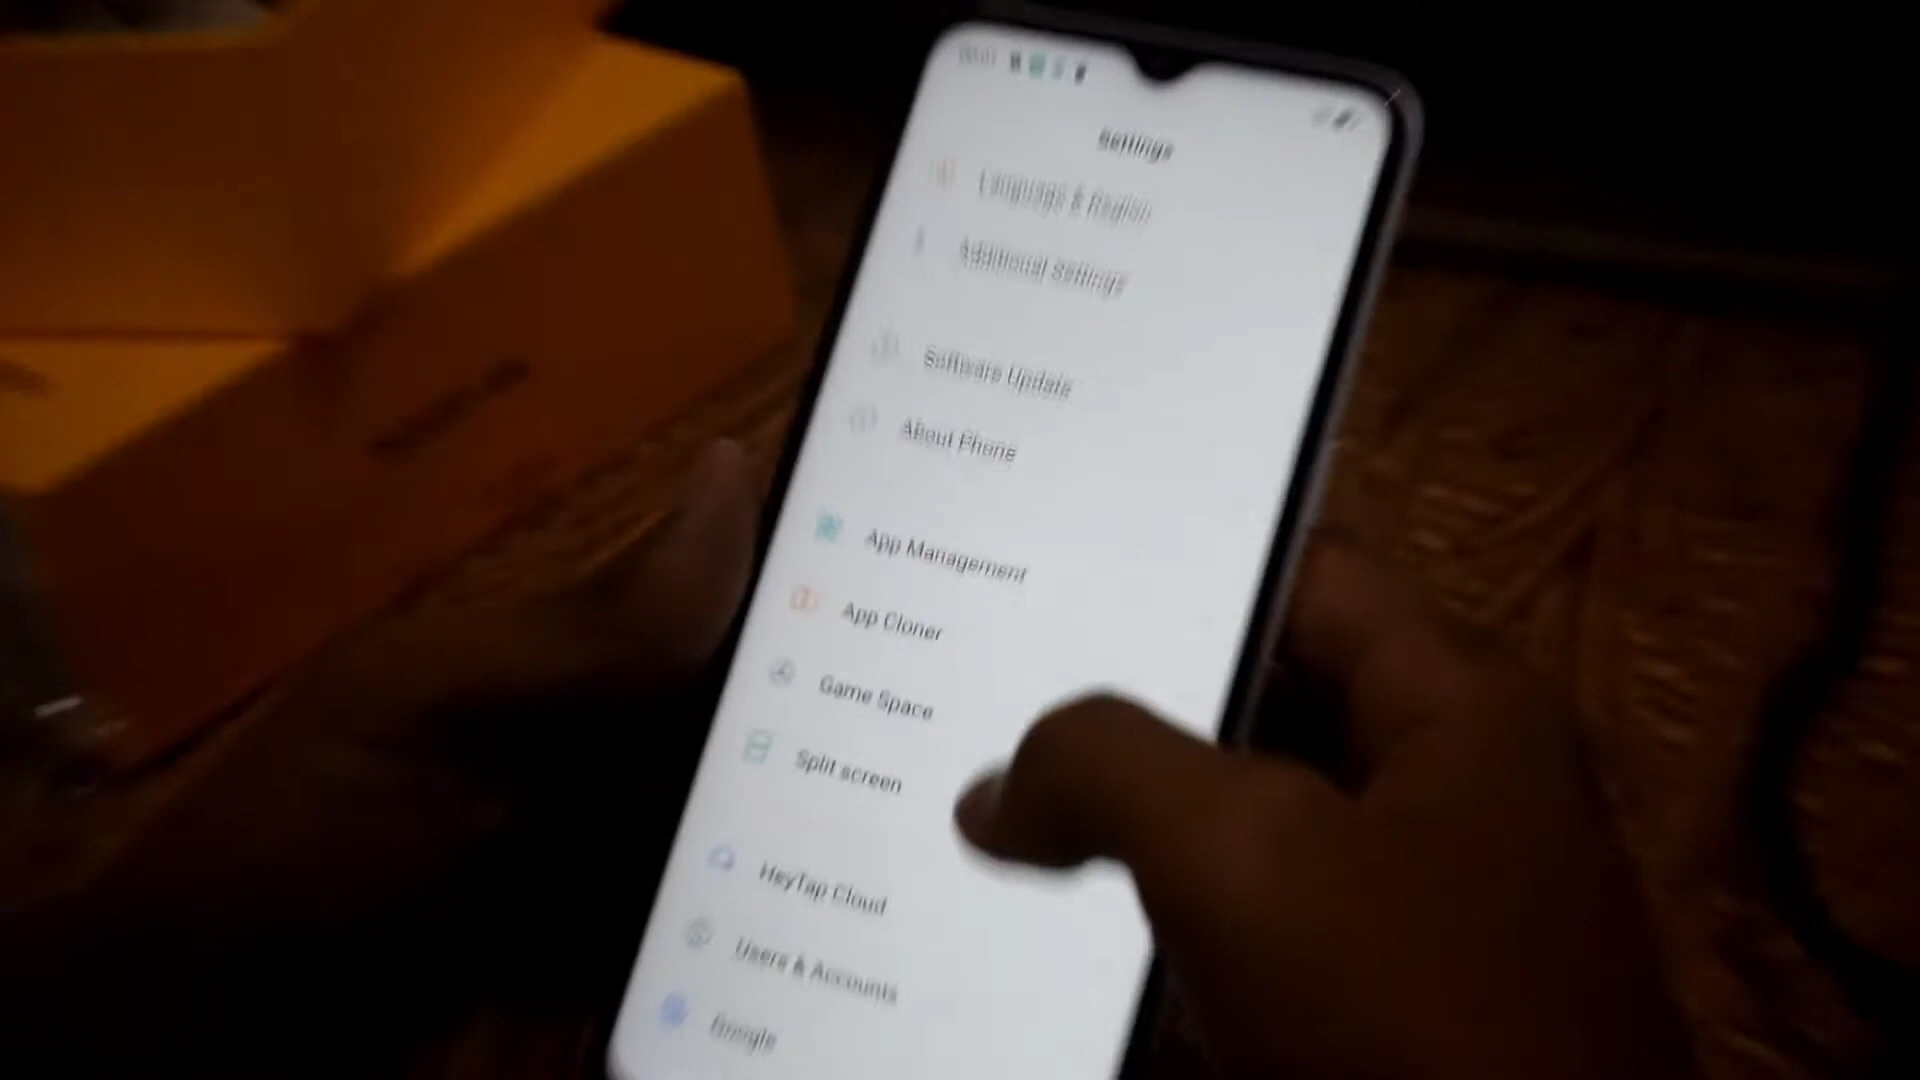 Settings
Language & Region
Additional Settings
Software Update
About Phone
App Management
App Cloner
Game Space
Split screen
HeyTap Cloud
Users & Accounts
Google